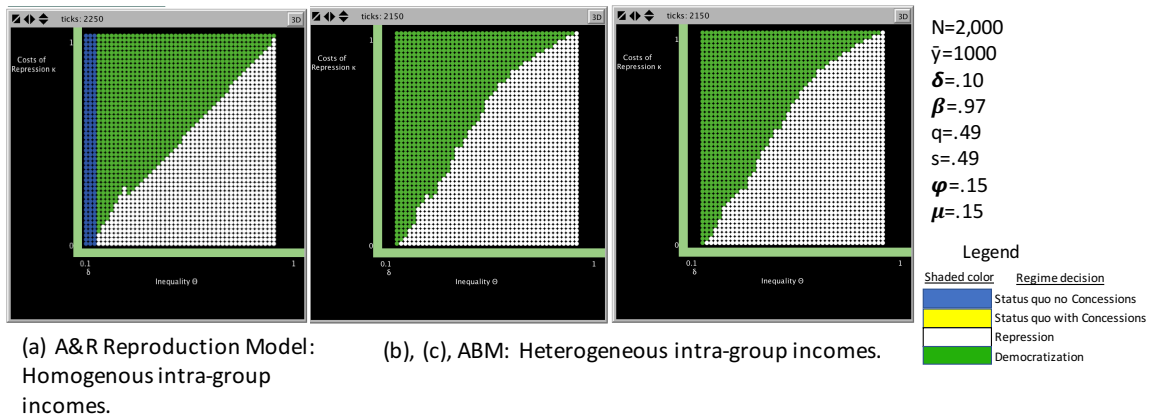 ticks: 2250
3D
Costs of
Repression κ
1
0
0.1
δ
1
Inequality Θ
ticks: 2150
3D
Costs of
Repression κ
1
0
0.1
δ
1
Inequality Θ
ticks: 2150
3D
Costs of
Repression κ
1
0
0.1
δ
1
Inequality Θ
N=2,000
ȳ=1000
δ=.10
β=.97
q=.49
s=.49
φ=.15
μ=.15
Legend
Shaded color Regime decision
Status quo no Concessions
Status quo with Concessions
Repression
Democratization
(a) A&R Reproduction Model:
Homogenous intra-group
incomes.
(b), (c), ABM: Heterogeneous intra-group incomes.